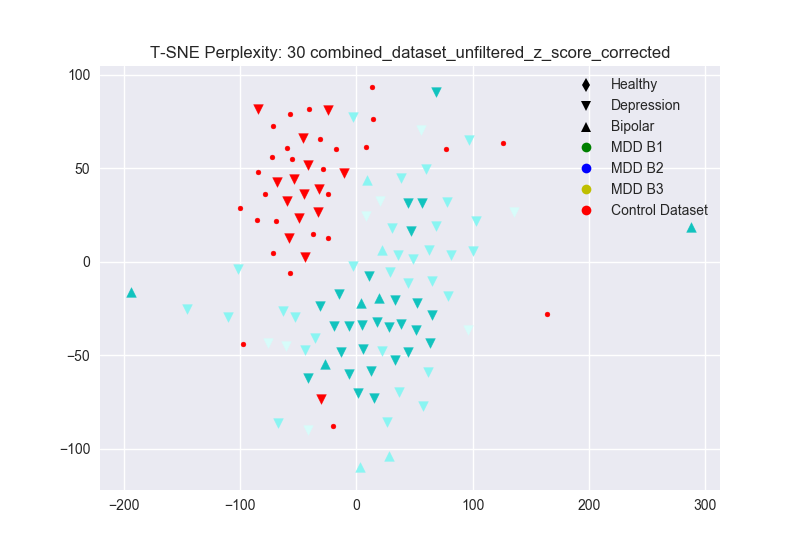 T-SNE Perplexity: 30 combined_dataset_unfiltered_z_score_corrected
100
50
0
−50
−100
−200
−100
0
100
200
300
Healthy
Depression
Bipolar
MDD B1
MDD B2
MDD B3
Control Dataset